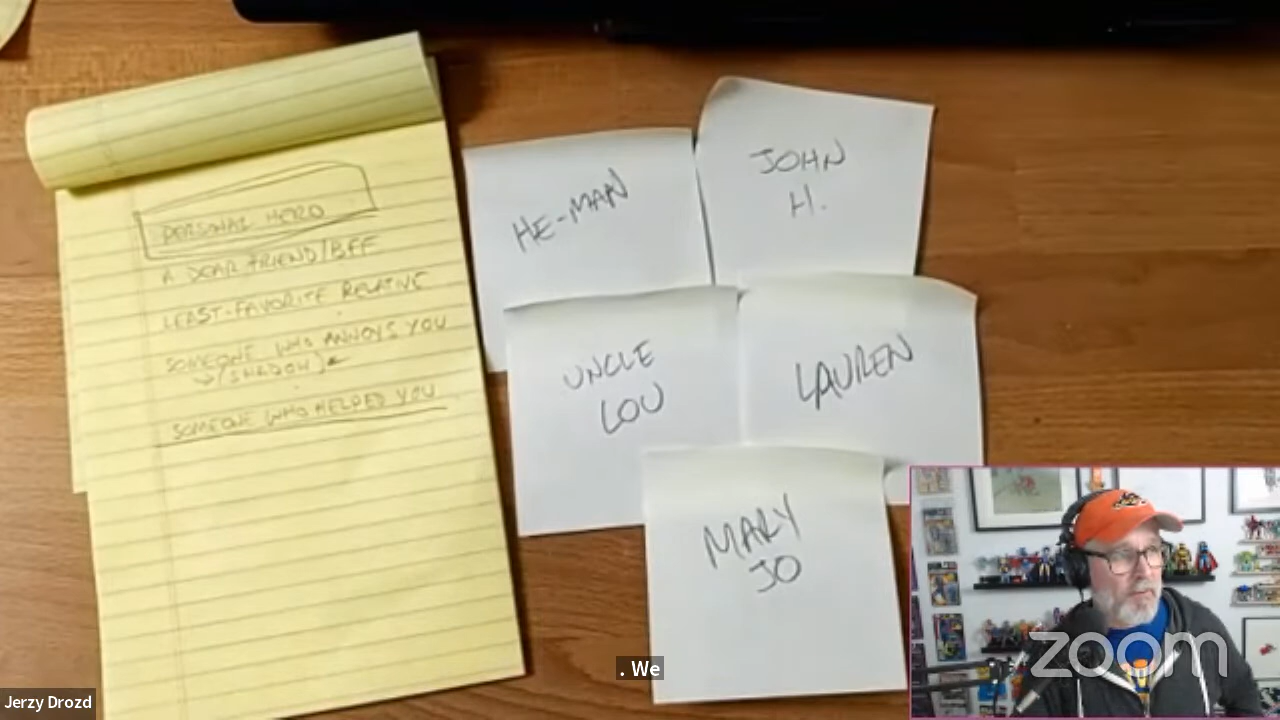 PERSONAL HERO
A DEAR FRIEND/BFF
LEAST-FAVORITE RELATIVE
SOMEONE WHO ANNOYS YOU
(SHADOW)
SOMEONE WHO HELPED YOU
HE-MAN
JOHN
H.
UNCLE
LOU
LAUREN
MARY
JO
. We
zoom
Jerzy Drozd